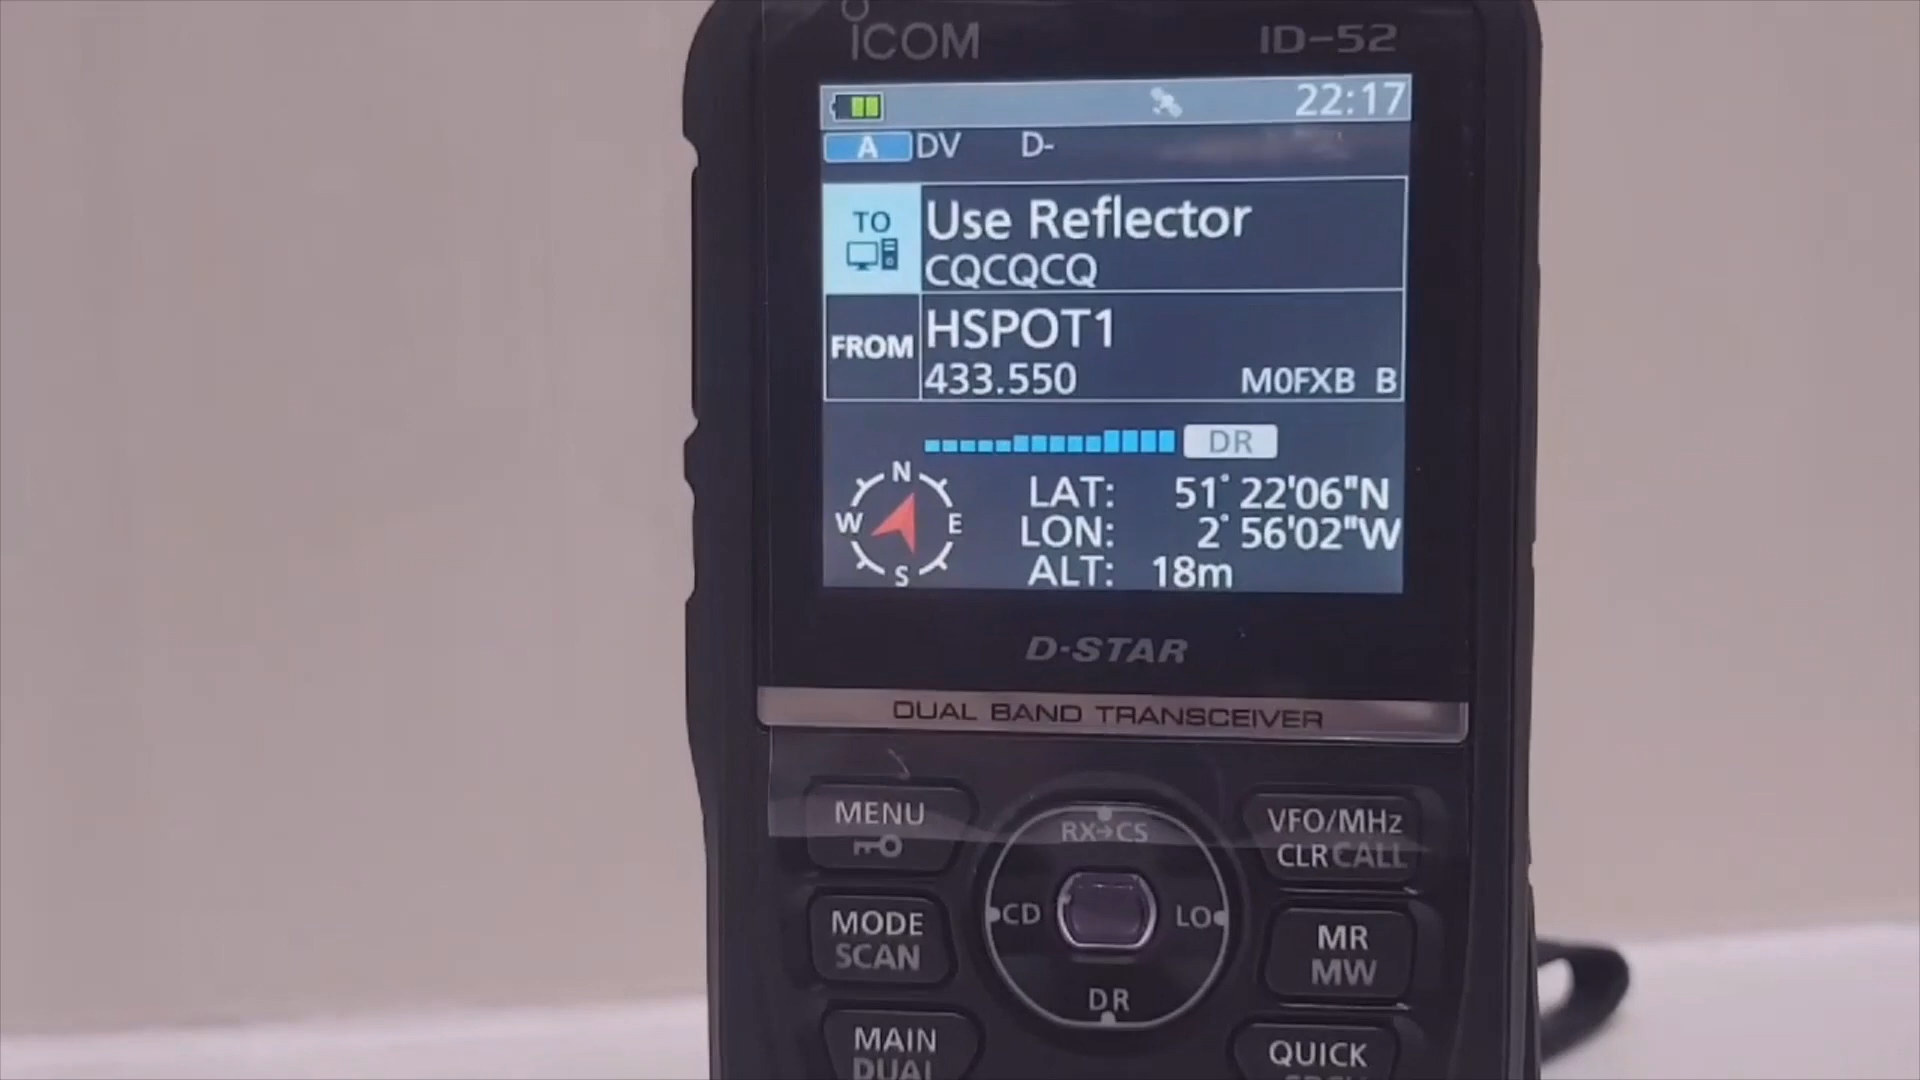 iCOM ID-52
22:17
A DV D-
TO Use Reflector
CQCQCQ
FROM HSPOT1
433.550 M0FXB B
DR
N
W E
S
LAT: 51° 22'06"N
LON: 2° 56'02"W
ALT: 18m
D-STAR
DUAL BAND TRANSCEIVER
MENU
RX→CS
VFO/MHz
CLR CALL
MODE
SCAN
CD
LO
MR
MW
DR
MAIN
DUAL
QUICK